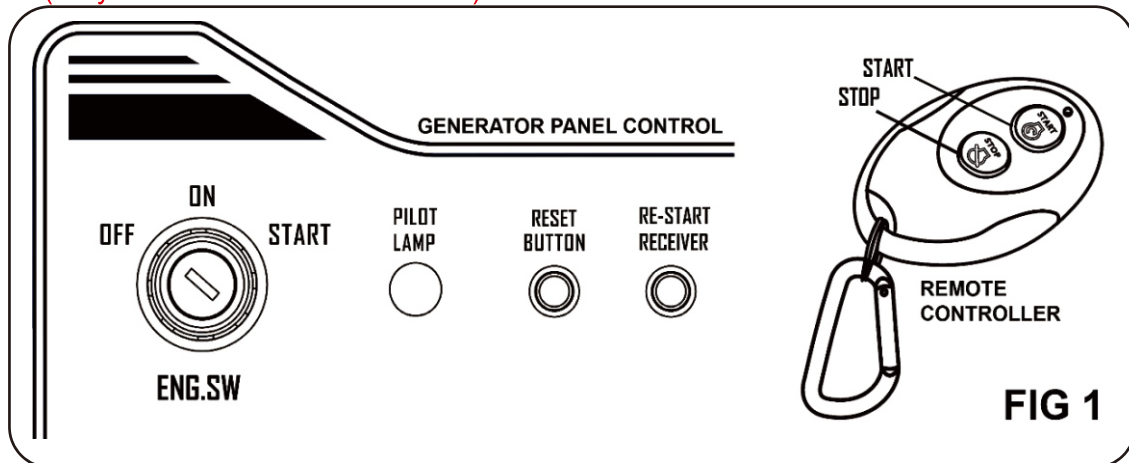 START
STOP
START
STOP
GENERATOR PANEL CONTROL
ON
OFF
START
PILOT
LAMP
RESET
BUTTON
RE-START
RECEIVER
ENG.SW
REMOTE
CONTROLLER
FIG 1